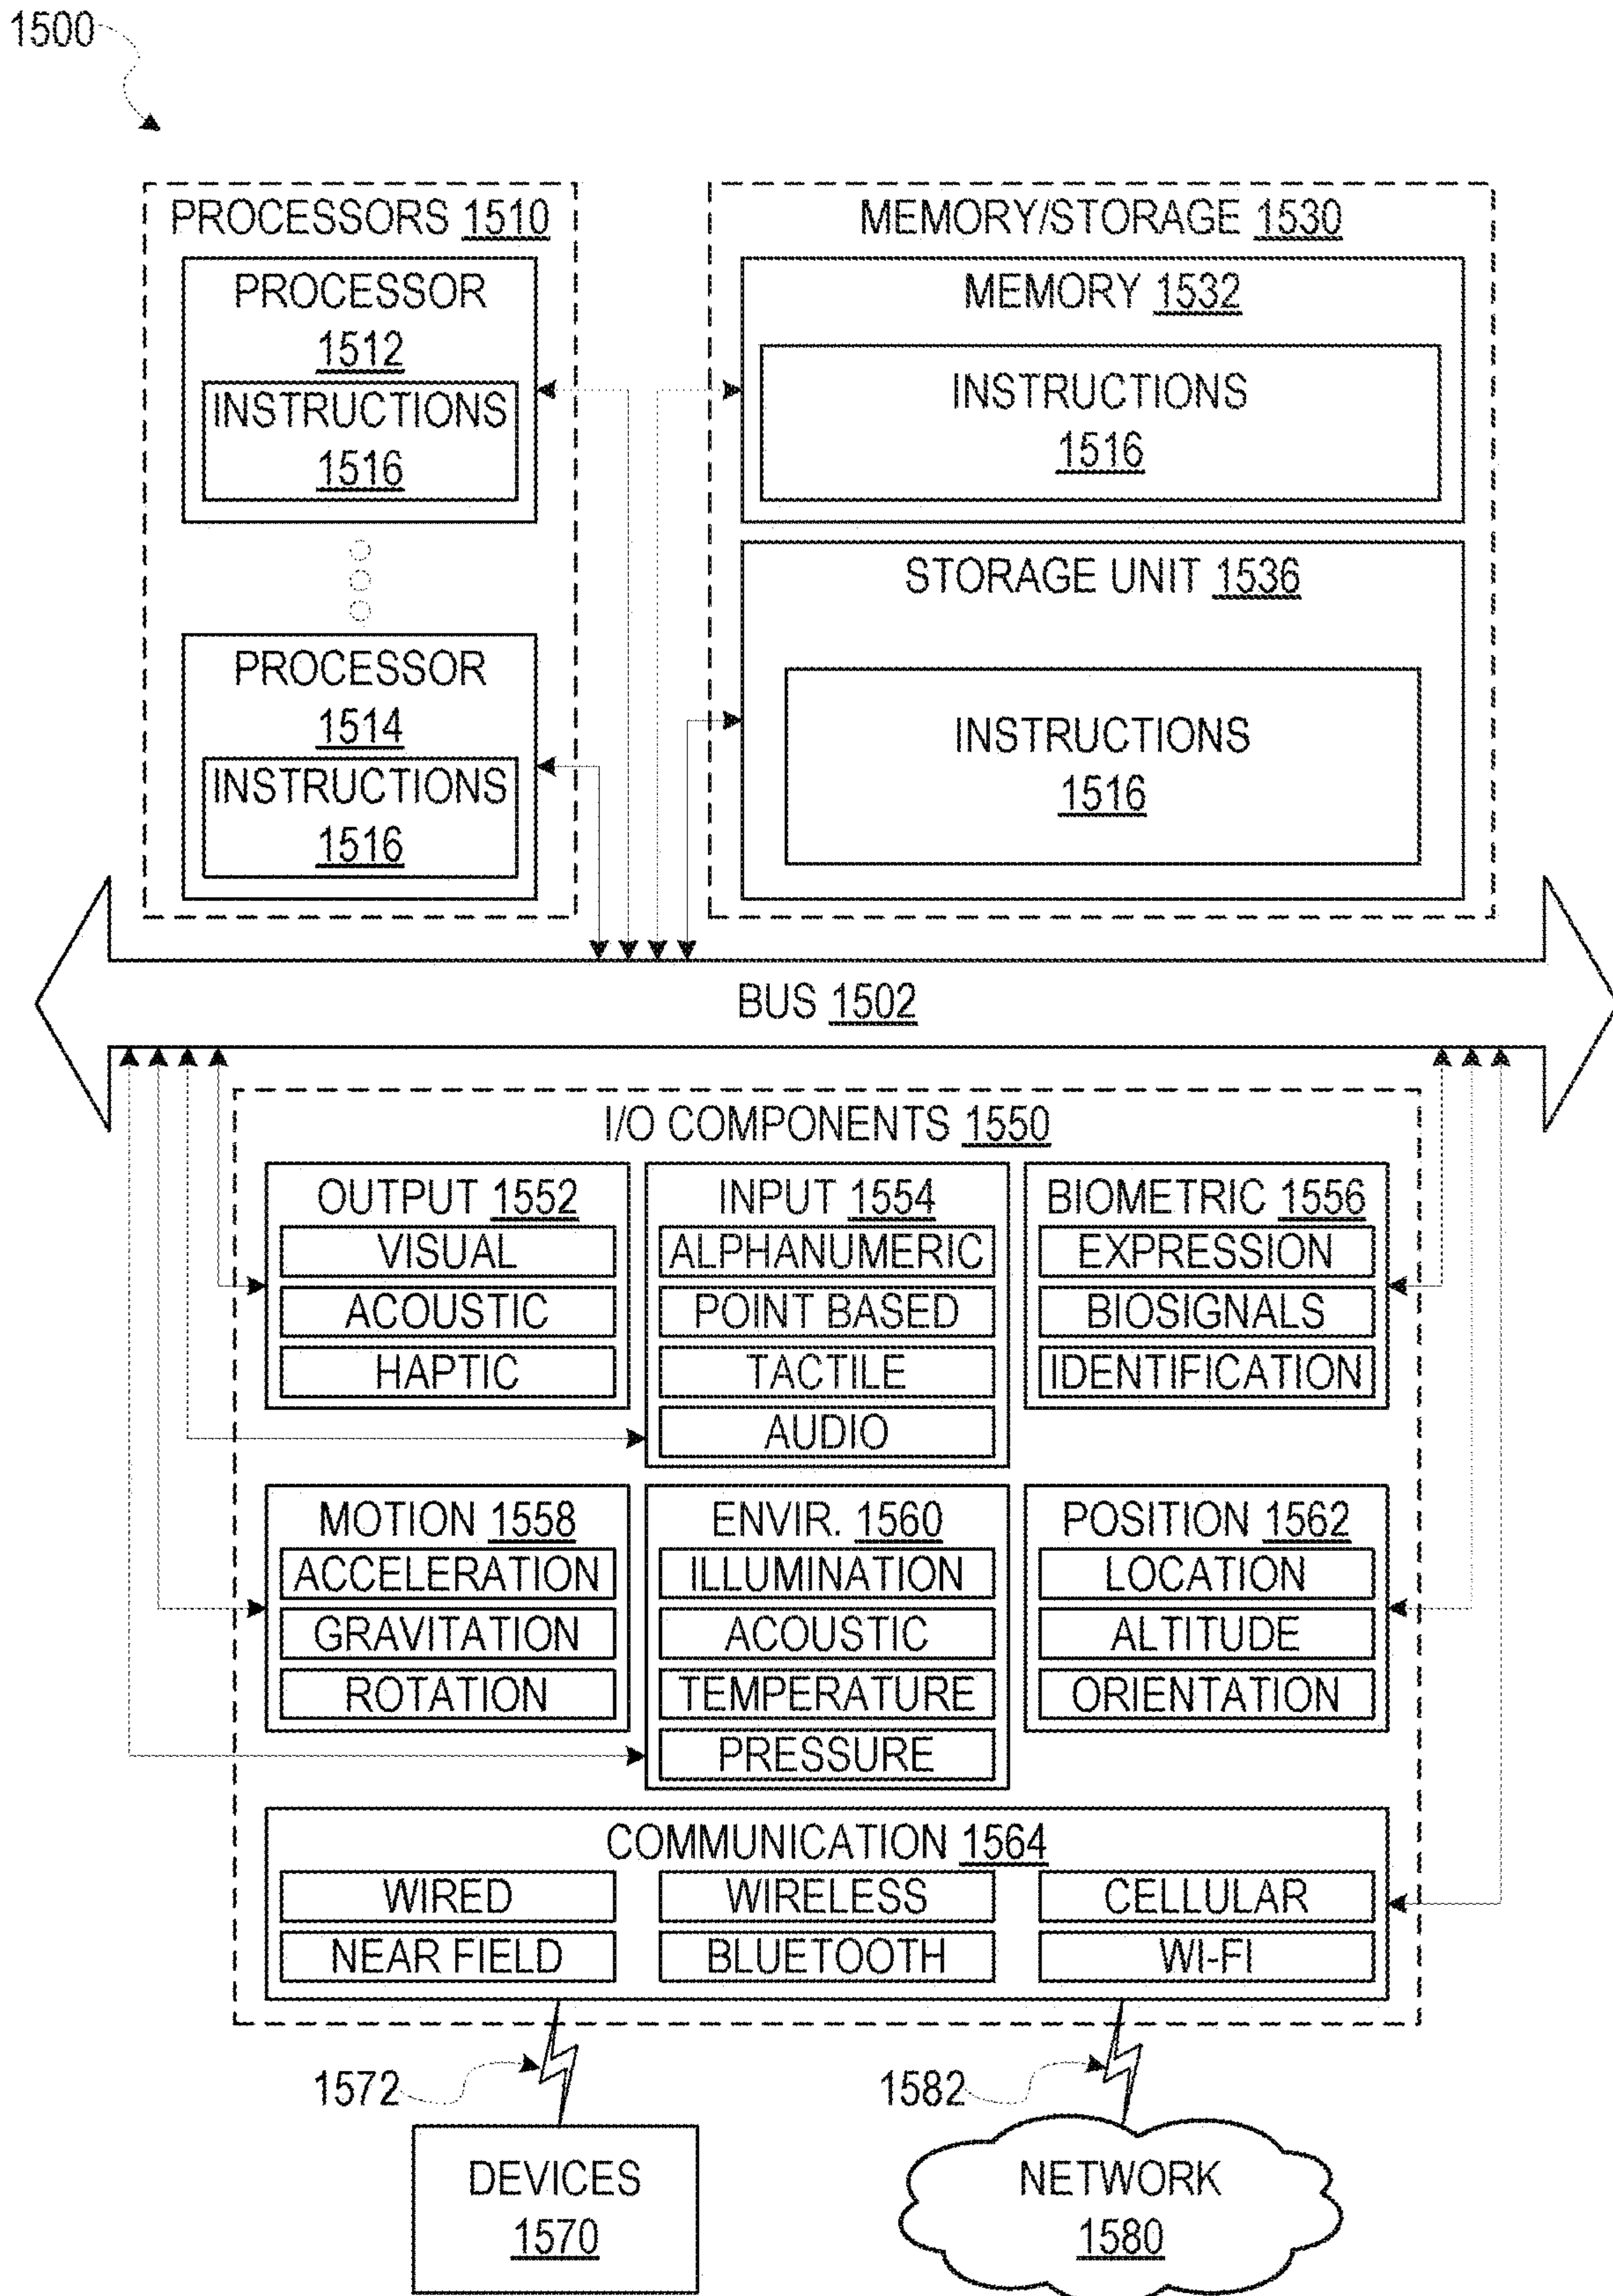 1500
PROCESSORS 1510
PROCESSOR
1512
INSTRUCTIONS
1516
PROCESSOR
1514
INSTRUCTIONS
1516
MEMORY/STORAGE 1530
MEMORY 1532
INSTRUCTIONS
1516
STORAGE UNIT 1536
INSTRUCTIONS
1516
BUS 1502
I/O COMPONENTS 1550
OUTPUT 1552
VISUAL
ACOUSTIC
HAPTIC
INPUT 1554
ALPHANUMERIC
POINT BASED
TACTILE
AUDIO
BIOMETRIC 1556
EXPRESSION
BIOSIGNALS
IDENTIFICATION
MOTION 1558
ACCELERATION
GRAVITATION
ROTATION
ENVIR. 1560
ILLUMINATION
ACOUSTIC
TEMPERATURE
PRESSURE
POSITION 1562
LOCATION
ALTITUDE
ORIENTATION
COMMUNICATION 1564
WIRED
WIRELESS
CELLULAR
NEAR FIELD
BLUETOOTH
WI-FI
1572
1582
DEVICES
1570
NETWORK
1580